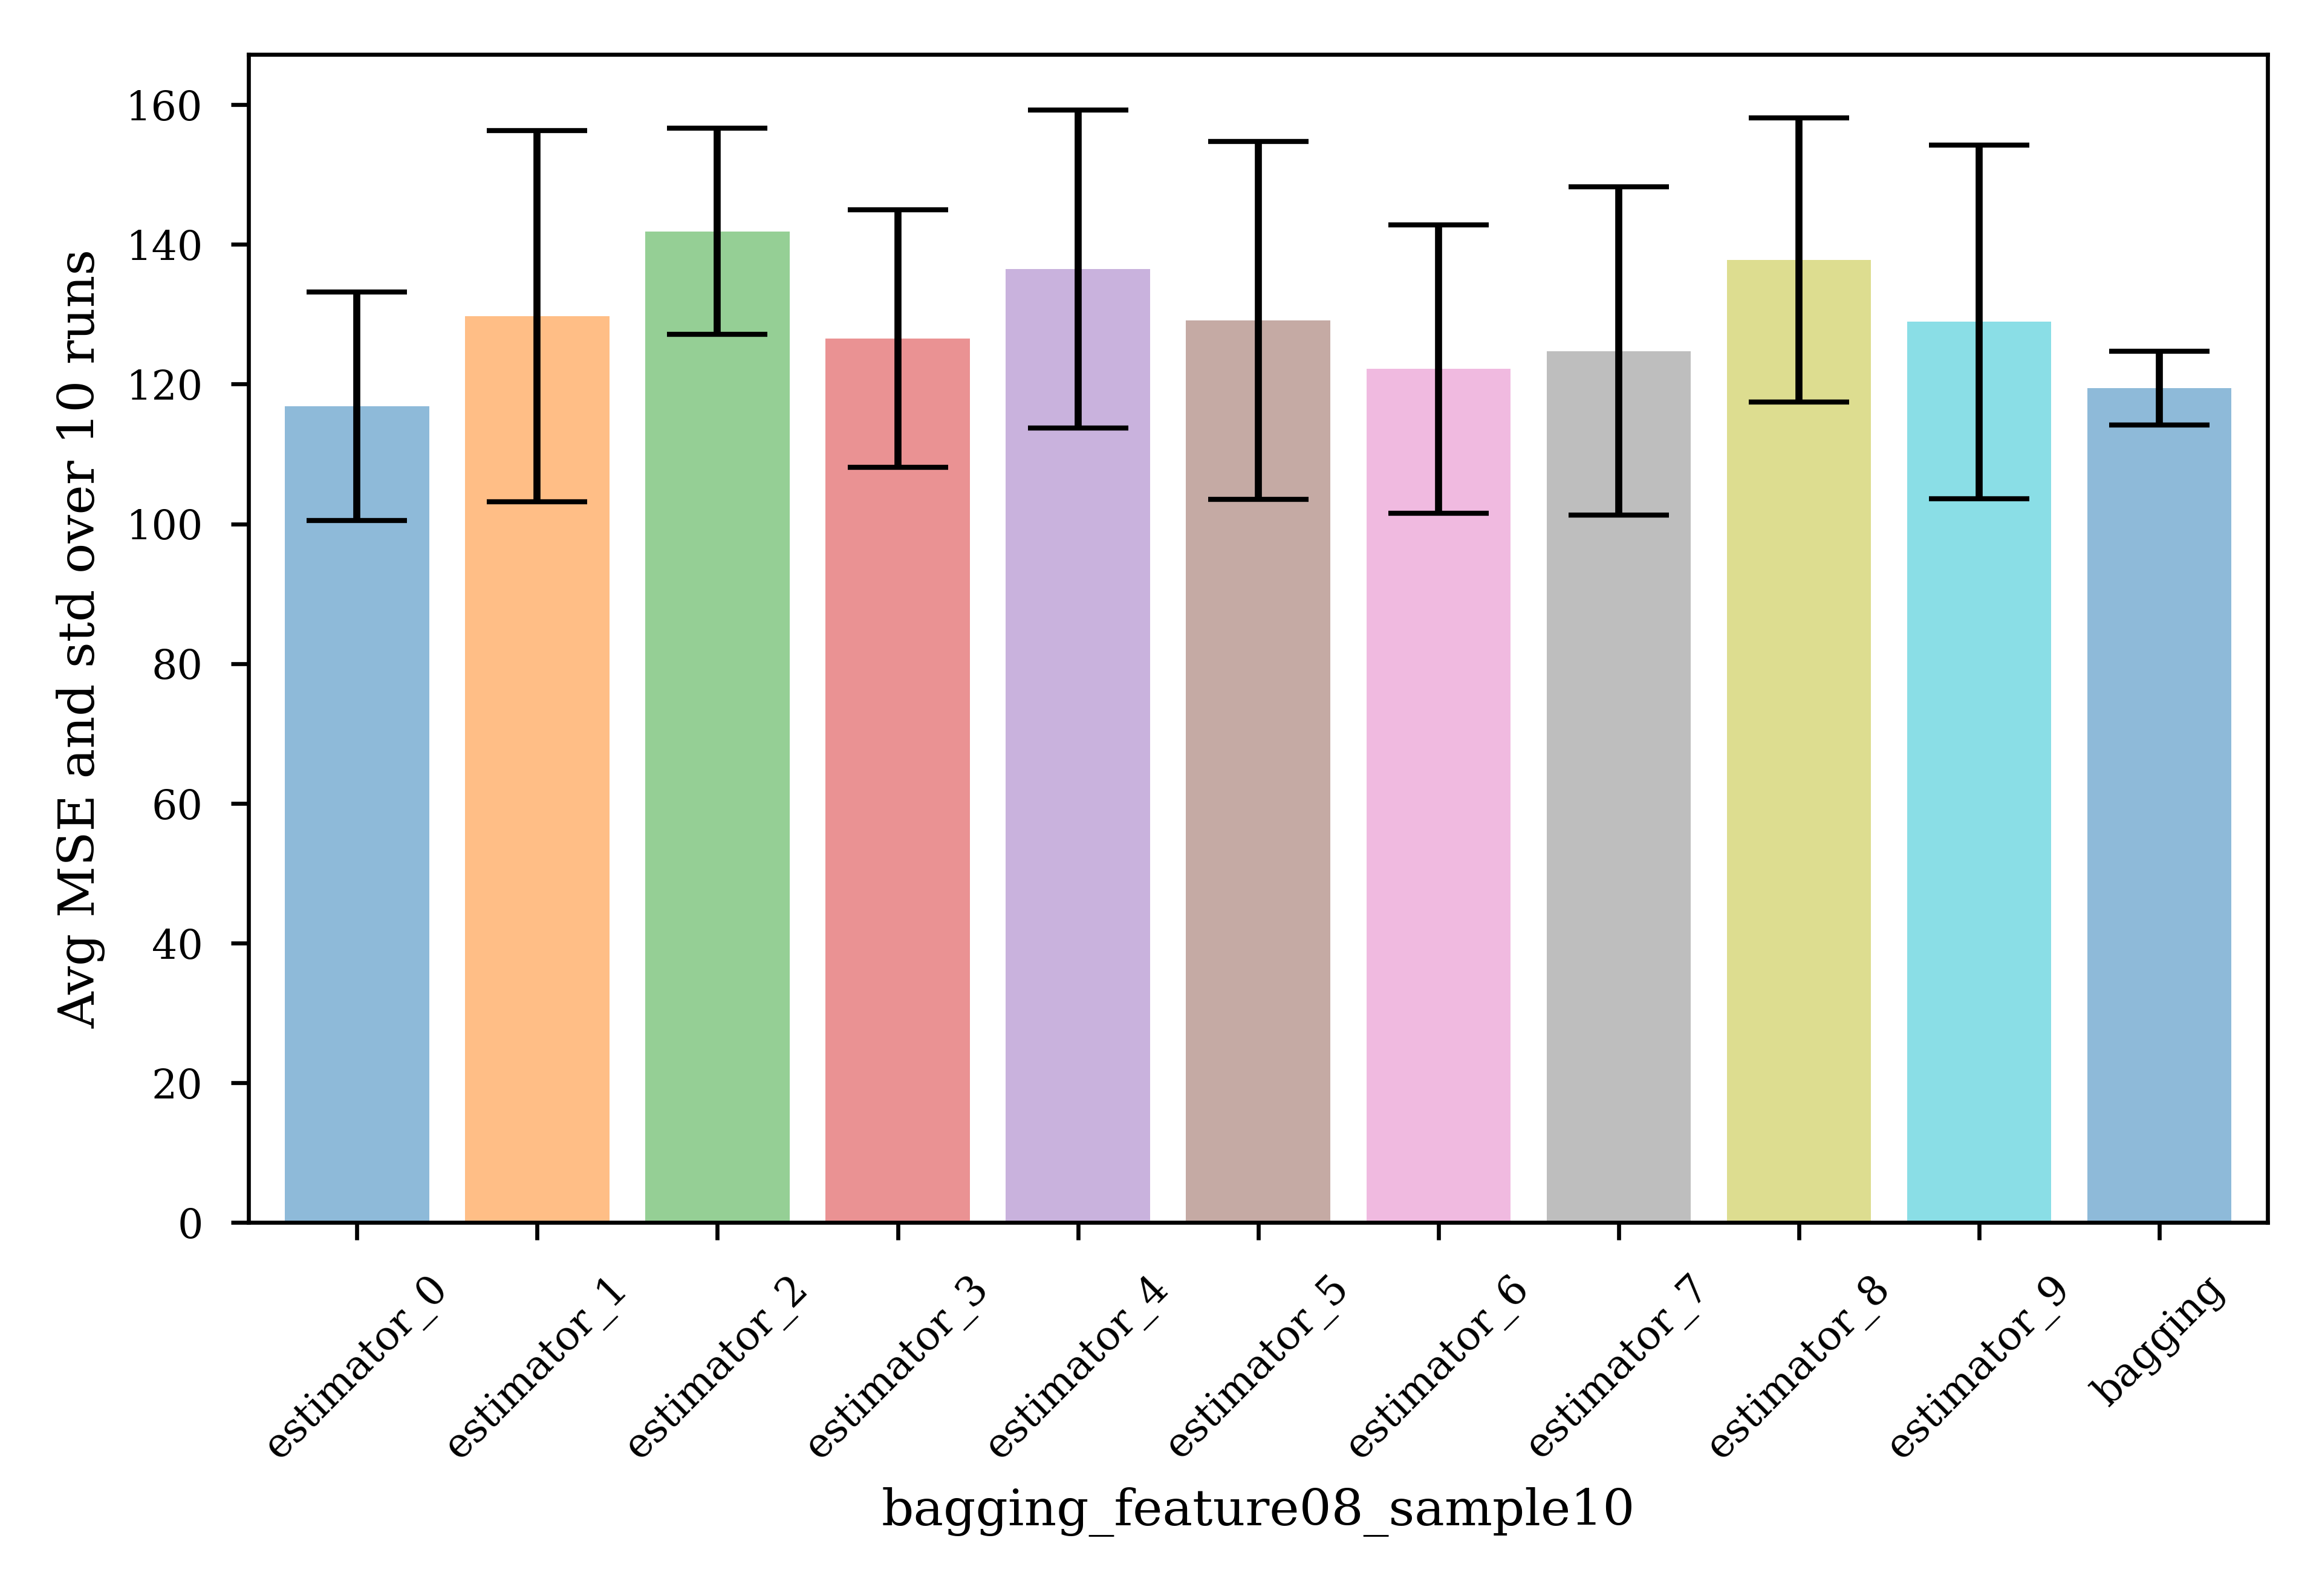 Avg MSE and std over 10 runs
160
140
120
100
80
60
40
20
0
estimator_0
estimator_1
estimator_2
estimator_3
estimator_4
estimator_5
estimator_6
estimator_7
estimator_8
estimator_9
bagging
bagging_feature08_sample10